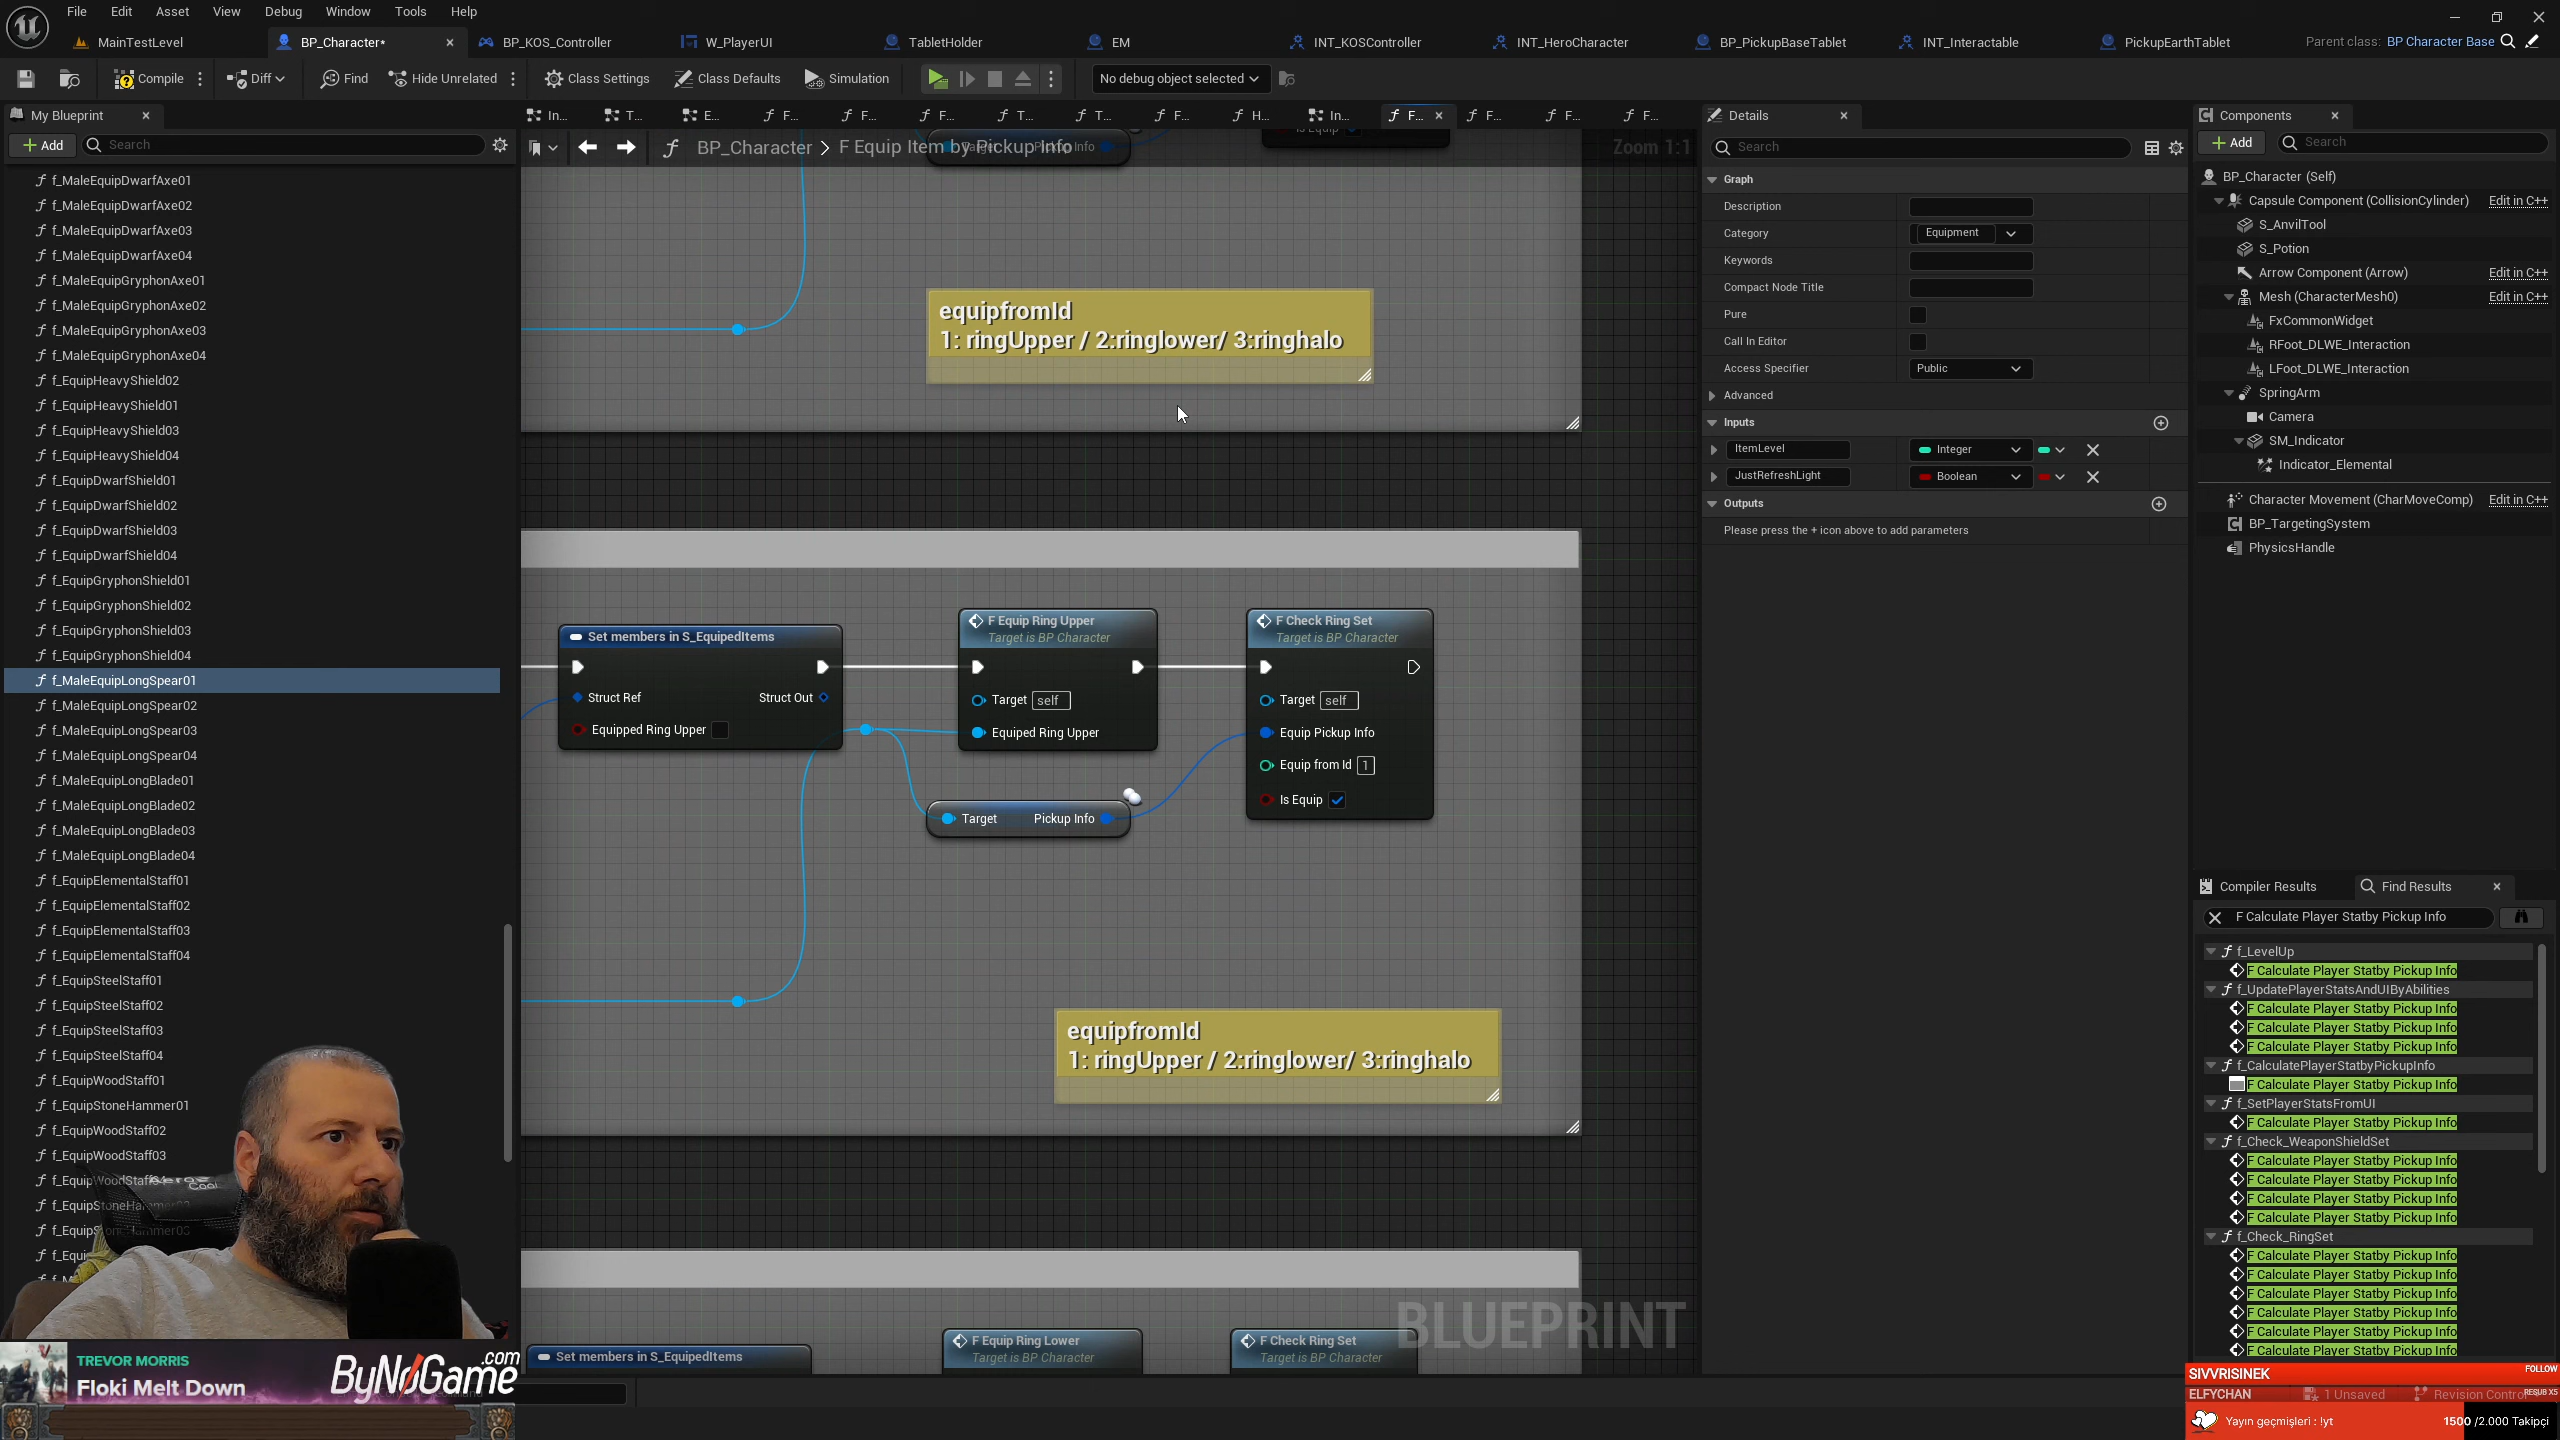 File Edit Asset View Debug Window Tools Help
MainTestLevel BP_Character* BP_KOS_Controller W_PlayerUI TabletHolder EM INT_KOSController INT_HeroCharacter BP_PickupBaseTablet INT_Interactable PickupEarthTablet Parent class: BP Character Base
Compile Diff Find Hide Unrelated Class Settings Class Defaults Simulation No debug object selected
My Blueprint In... T... E... F... F... F... T... T... F... H... In... F... F... F... F... Details Components
Add Search BP_Character > F Equip Item by Pickup Info Zoom 1:1 Search Add Search
f_MaleEquipDwarfAxe01
f_MaleEquipDwarfAxe02
f_MaleEquipDwarfAxe03
f_MaleEquipDwarfAxe04
f_MaleEquipGryphonAxe01
f_MaleEquipGryphonAxe02
f_MaleEquipGryphonAxe03
f_MaleEquipGryphonAxe04
f_EquipHeavyShield02
f_EquipHeavyShield01
f_EquipHeavyShield03
f_EquipHeavyShield04
f_EquipDwarfShield01
f_EquipDwarfShield02
f_EquipDwarfShield03
f_EquipDwarfShield04
f_EquipGryphonShield01
f_EquipGryphonShield02
f_EquipGryphonShield03
f_EquipGryphonShield04
f_MaleEquipLongSpear01
f_MaleEquipLongSpear02
f_MaleEquipLongSpear03
f_MaleEquipLongSpear04
f_MaleEquipLongBlade01
f_MaleEquipLongBlade02
f_MaleEquipLongBlade03
f_MaleEquipLongBlade04
f_EquipElementalStaff01
f_EquipElementalStaff02
f_EquipElementalStaff03
f_EquipElementalStaff04
f_EquipSteelStaff01
f_EquipSteelStaff02
f_EquipSteelStaff03
f_EquipSteelStaff04
f_EquipWoodStaff01
f_EquipStoneHammer01
f_EquipWoodStaff02
f_EquipWoodStaff03
Target Pickup Info
Is Equip
equipfromId
1: ringUpper / 2:ringlower/ 3:ringhalo
Set members in S_EquipedItems
Struct Ref Struct Out
Equipped Ring Upper
F Equip Ring Upper
Target is BP Character
Target self
Equiped Ring Upper
Target Pickup Info
F Check Ring Set
Target is BP Character
Target self
Equip Pickup Info
Equip from Id 1
Is Equip
equipfromId
1: ringUpper / 2:ringlower/ 3:ringhalo
Set members in S_EquipedItems
F Equip Ring Lower
Target is BP Character
F Check Ring Set
Target is BP Character
BLUEPRINT
Graph
Description
Category Equipment
Keywords
Compact Node Title
Pure
Call In Editor
Access Specifier Public
Advanced
Inputs
ItemLevel Integer
JustRefreshLight Boolean
Outputs
Please press the + icon above to add parameters
BP_Character (Self)
Capsule Component (CollisionCylinder) Edit in C++
S_AnvilTool
S_Potion
Arrow Component (Arrow) Edit in C++
Mesh (CharacterMesh0) Edit in C++
FxCommonWidget
RFoot_DLWE_Interaction
LFoot_DLWE_Interaction
SpringArm
Camera
SM_Indicator
Indicator_Elemental
Character Movement (CharMoveComp) Edit in C++
BP_TargetingSystem
PhysicsHandle
Compiler Results Find Results
F Calculate Player Statby Pickup Info
f_LevelUp
F Calculate Player Statby Pickup Info
f_UpdatePlayerStatsAndUIByAbilities
F Calculate Player Statby Pickup Info
F Calculate Player Statby Pickup Info
F Calculate Player Statby Pickup Info
f_CalculatePlayerStatbyPickupInfo
F Calculate Player Statby Pickup Info
f_SetPlayerStatsFromUI
F Calculate Player Statby Pickup Info
f_Check_WeaponShieldSet
F Calculate Player Statby Pickup Info
F Calculate Player Statby Pickup Info
F Calculate Player Statby Pickup Info
F Calculate Player Statby Pickup Info
f_Check_RingSet
F Calculate Player Statby Pickup Info
F Calculate Player Statby Pickup Info
F Calculate Player Statby Pickup Info
F Calculate Player Statby Pickup Info
F Calculate Player Statby Pickup Info
F Calculate Player Statby Pickup Info
TREVOR MORRIS
Floki Melt Down
ByNoGame.com
SIVVRISINEK FOLLOW
ELFYCHAN 1 Unsaved Revision Control RESUB X5
Yayın geçmişleri : !yt 1500 /2.000 Takipçi